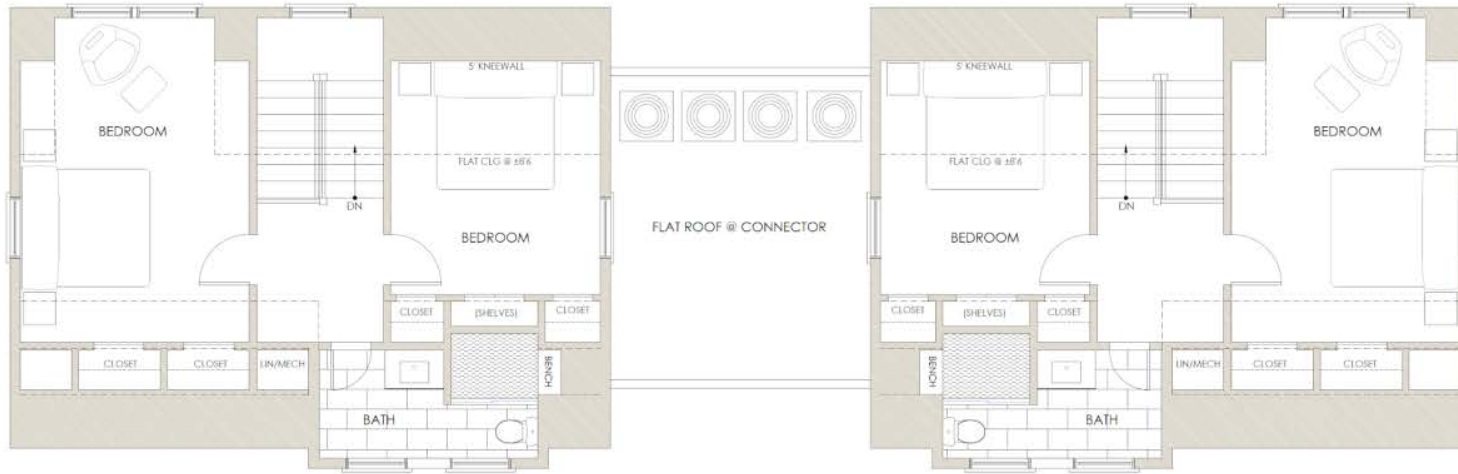 5' KNEEWALL
BEDROOM
FLAT CLG @ ±8'6
DN
BEDROOM
CLOSET
(SHELVES)
CLOSET
CLOSET
CLOSET
LIN/MECH
BENCH
BATH
FLAT ROOF @ CONNECTOR
5' KNEEWALL
BEDROOM
FLAT CLG @ ±8'6
DN
BEDROOM
CLOSET
(SHELVES)
CLOSET
BENCH
LIN/MECH
CLOSET
CLOSET
BATH